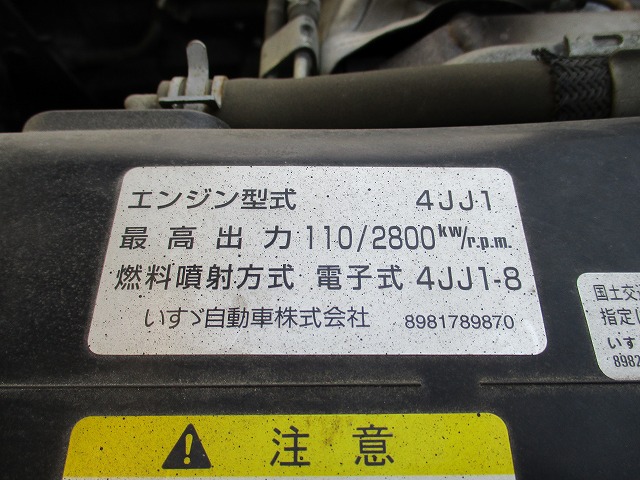 エンジン型式 4JJ1
最高出力 110/2800kw/r.p.m.
燃料噴射方式 電子式 4JJ1-8
いすゞ自動車株式会社 8981789870
国土交
指定
いす
8982
注意